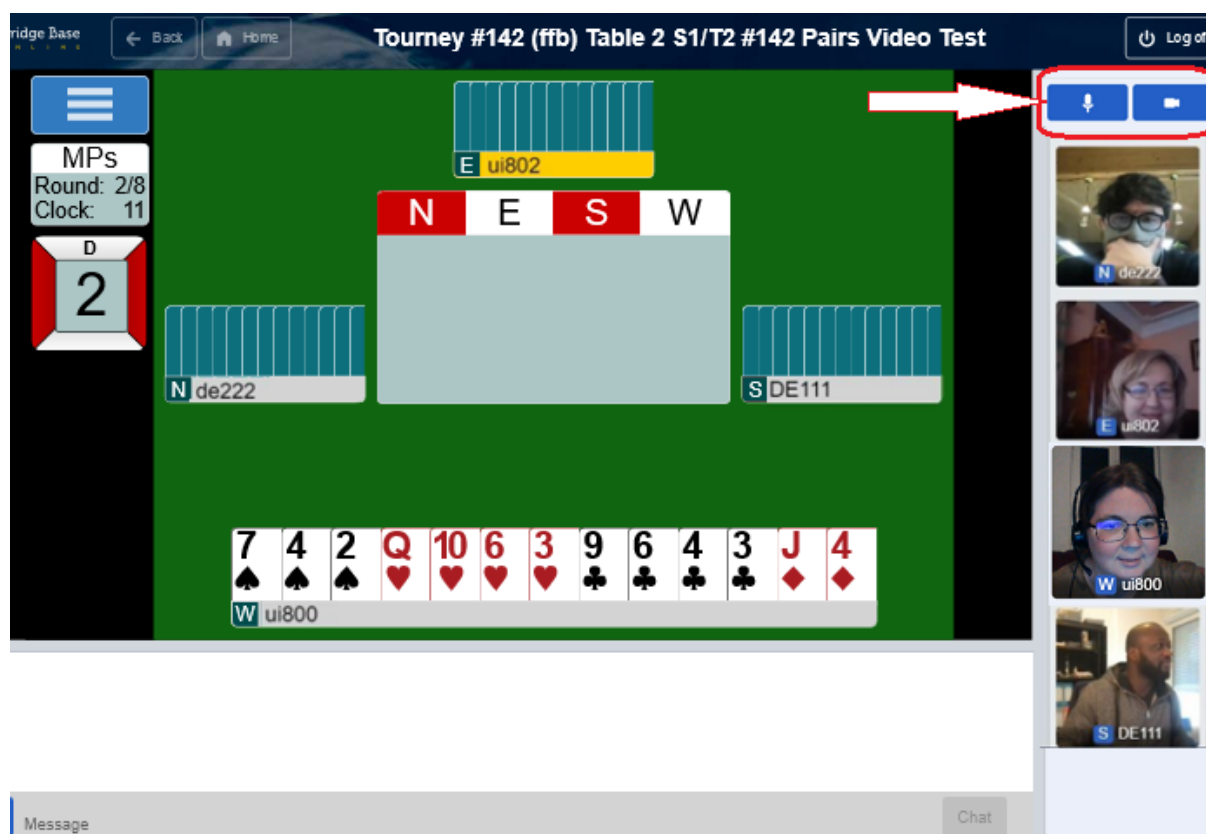 ridge Base
NLINE
Back
Home
Tourney #142 (ffb) Table 2 S1/T2 #142 Pairs Video Test
Log of
MPs
Round: 2/8
Clock: 11
D
2
E ui802
N E S W
N de222
S DE111
7 4 2 Q 10 6 3 9 6 4 3 J 4
W ui800
N de222
E ui802
W ui800
S DE111
Message
Chat